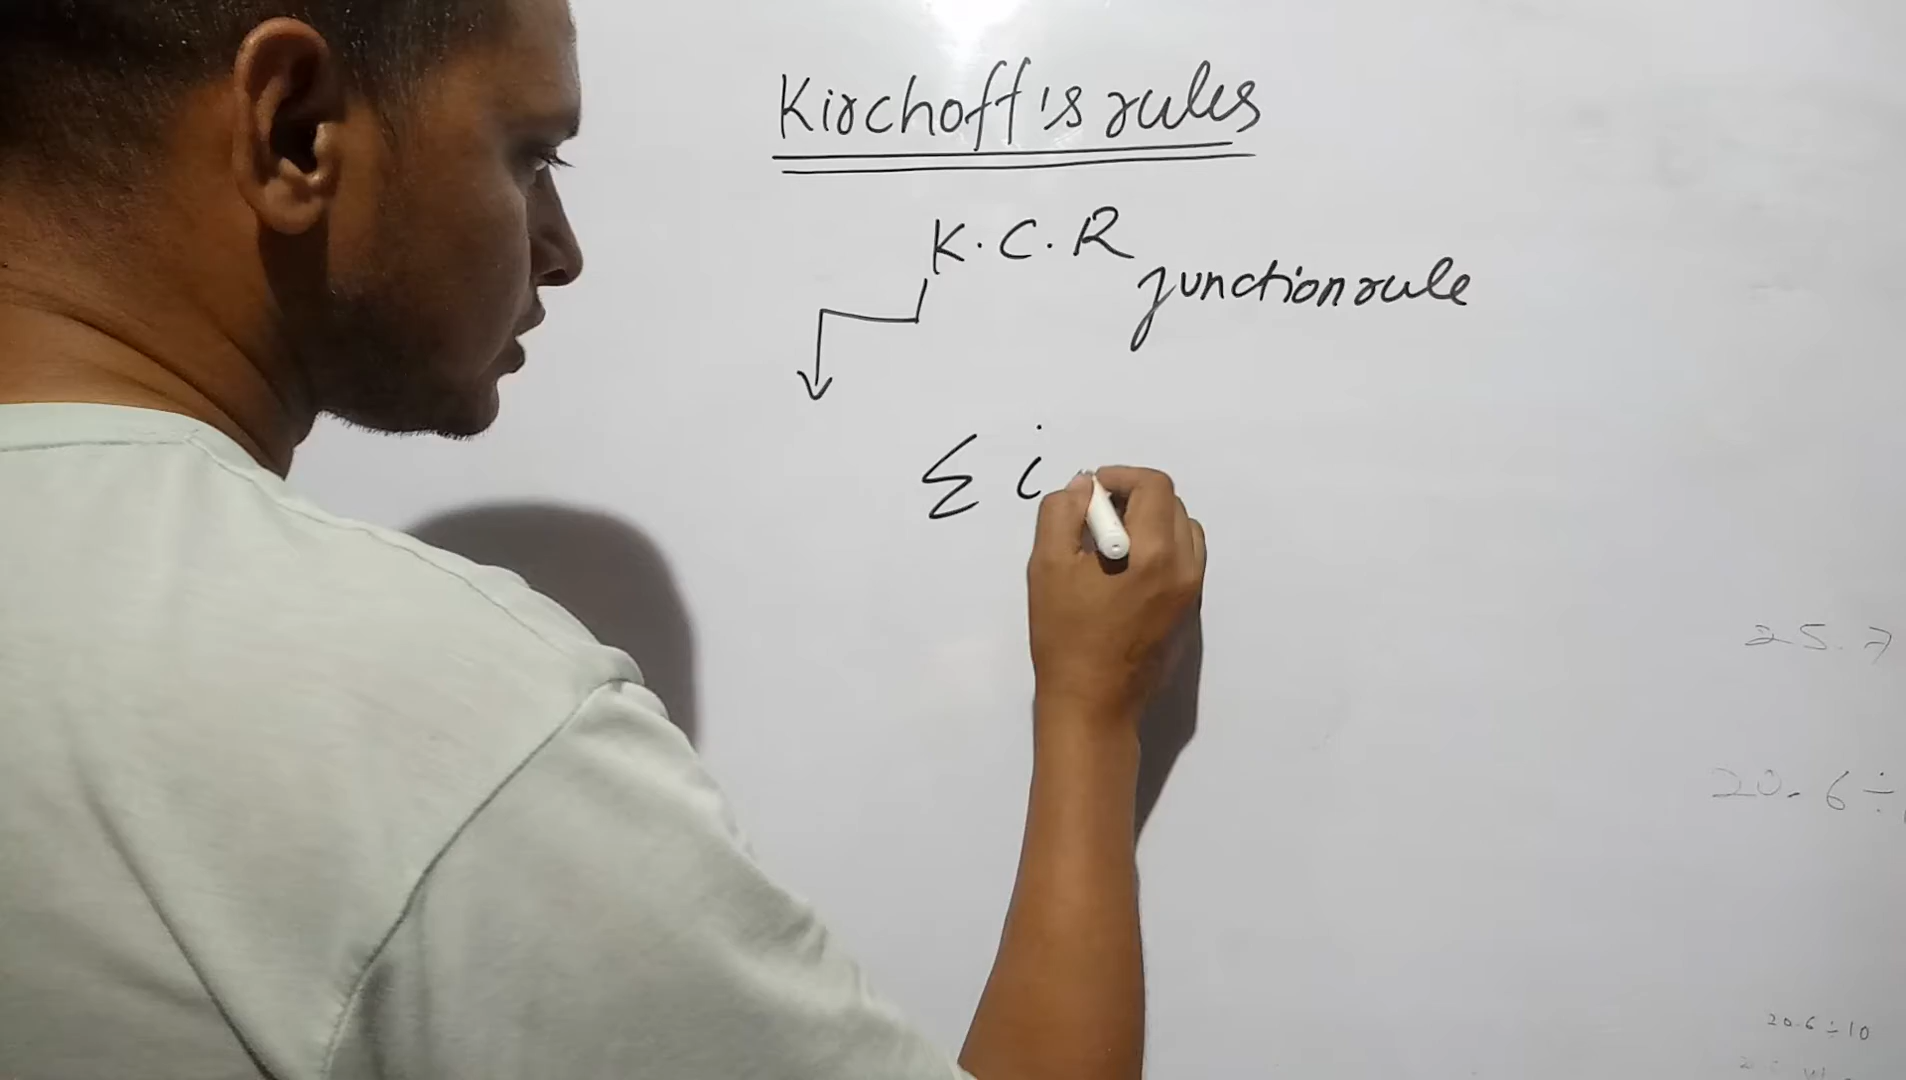 Kirchoff's rules
K.C.R
junction rule
Σ i
25.7
20.6÷
20.6÷10